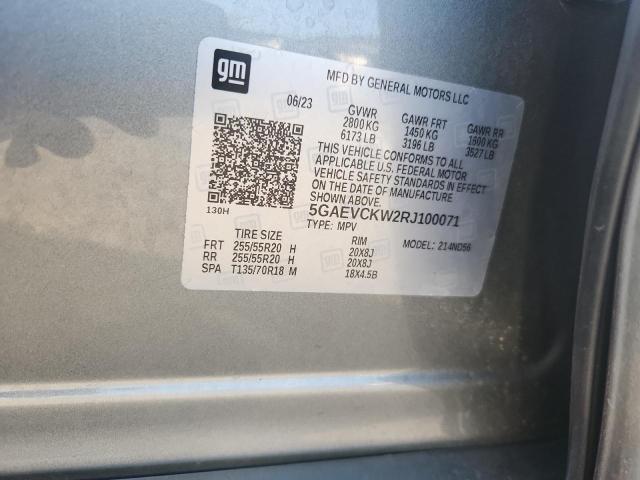 gm
MFD BY GENERAL MOTORS LLC
06/23 GVWR GAWR FRT GAWR RR
2800 KG 1450 KG 1600 KG
6173 LB 3196 LB 3527 LB
THIS VEHICLE CONFORMS TO ALL
APPLICABLE U.S. FEDERAL MOTOR
VEHICLE SAFETY STANDARDS IN EFFECT
ON THE DATE OF MANUFACTURE
SHOWN ABOVE.
130H 5GAEVCKW2RJ100071
TYPE: MPV
TIRE SIZE RIM MODEL: 214ND56
FRT 255/55R20 H 20X8J
RR 255/55R20 H 20X8J
SPA T135/70R18 M 18X4.5B